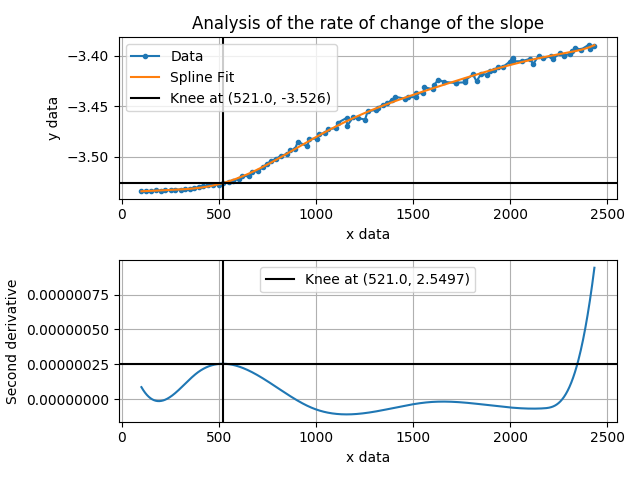 Analysis of the rate of change of the slope
y data
−3.40
−3.45
−3.50
Data
Spline Fit
Knee at (521.0, -3.526)
0
500
1000
1500
2000
2500
x data
Second derivative
0.00000075
0.00000050
0.00000025
0.00000000
Knee at (521.0, 2.5497)
0
500
1000
1500
2000
2500
x data